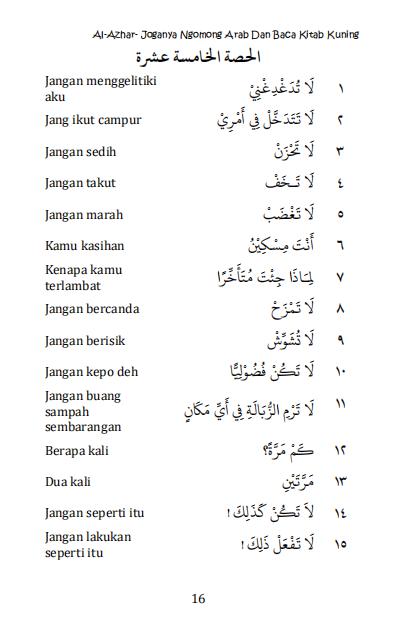 Al-Azhar- Joganya Ngomong Arab Dan Baca Kitab Kuning
الحصة الخامسة عشرة
Jangan menggelitiki
aku
لَا تُدَغْدِغْنِيْ ١
Jang ikut campur لَا تَتَدَخَّلْ فِي أَمْرِيْ ٢
Jangan sedih لَا تَحْزَنْ ٣
Jangan takut لَا تَخَفْ ٤
Jangan marah لَا تَغْضَبْ ٥
Kamu kasihan أَنْتَ مِسْكِيْنُ ٦
Kenapa kamu
terlambat
لِمَاذَا جِئْتَ مُتَأَخَّرًا ٧
Jangan bercanda لَا تَمْزَحْ ٨
Jangan berisik لَا تُشَوِّشْ ٩
Jangan kepo deh لَا تَكُنْ فُضُوْلِيًّا ١٠
Jangan buang
sampah
sembarangan
لَا تَرْمِ الزُّبَالَةِ فِي أَيَّ مَكَانٍ ١١
Berapa kali كَمْ مَرَّةً؟ ١٢
Dua kali مَرَّتَيْنِ ١٣
Jangan seperti itu لَا تَكُنْ كَذَلِكَ ! ١٤
Jangan lakukan
seperti itu
لَا تَفْعَلْ ذَلِكَ ! ١٥
16